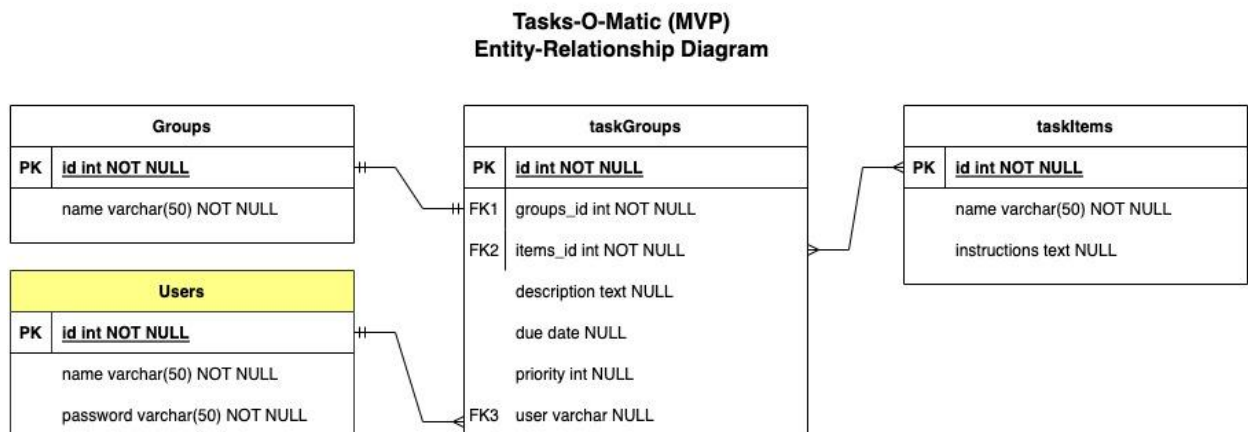 Tasks-O-Matic (MVP)
Entity-Relationship Diagram
Groups
PK id int NOT NULL
name varchar(50) NOT NULL
Users
PK id int NOT NULL
name varchar(50) NOT NULL
password varchar(50) NOT NULL
taskGroups
PK id int NOT NULL
FK1 groups_id int NOT NULL
FK2 items_id int NOT NULL
description text NULL
due date NULL
priority int NULL
FK3 user varchar NULL
taskItems
PK id int NOT NULL
name varchar(50) NOT NULL
instructions text NULL